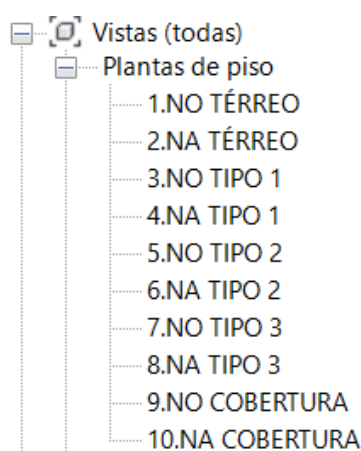 Vistas (todas)
Plantas de piso
1.NO TÉRREO
2.NA TÉRREO
3.NO TIPO 1
4.NA TIPO 1
5.NO TIPO 2
6.NA TIPO 2
7.NO TIPO 3
8.NA TIPO 3
9.NO COBERTURA
10.NA COBERTURA